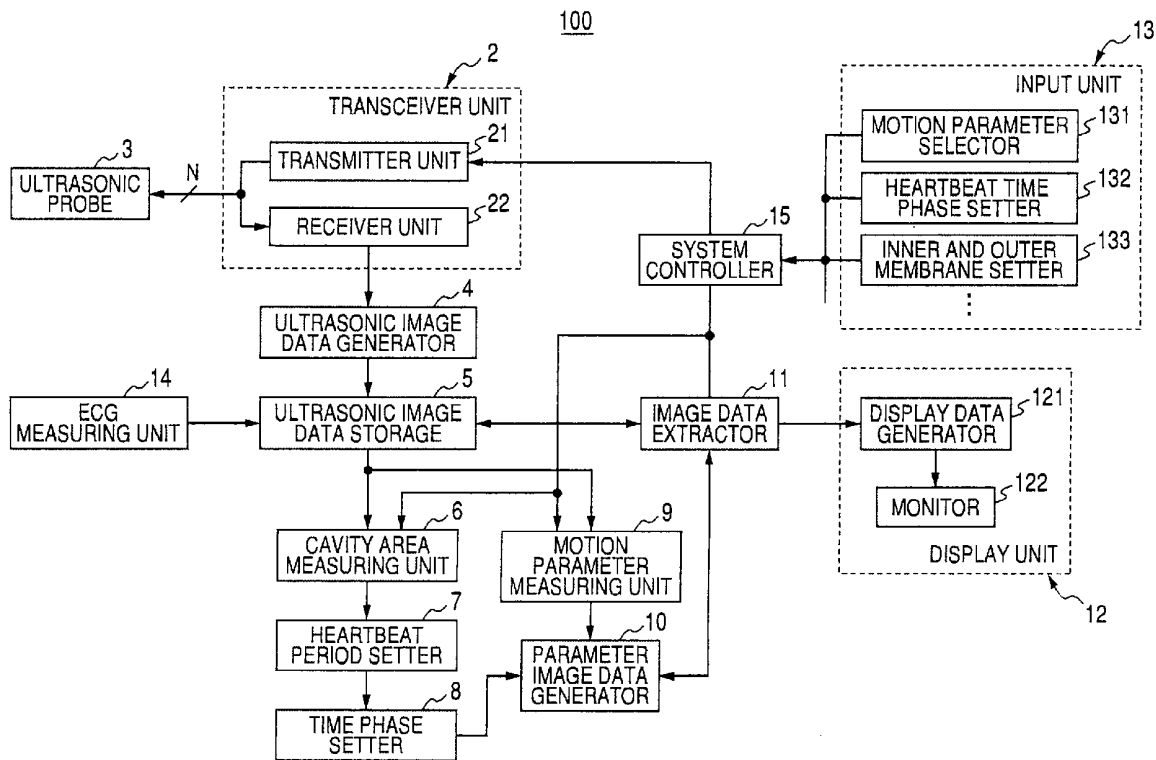 100
2
TRANSCEIVER UNIT
21
TRANSMITTER UNIT
22
RECEIVER UNIT
3
ULTRASONIC
PROBE
N
13
INPUT UNIT
131
MOTION PARAMETER
SELECTOR
132
HEARTBEAT TIME
PHASE SETTER
133
INNER AND OUTER
MEMBRANE SETTER
15
SYSTEM
CONTROLLER
4
ULTRASONIC IMAGE
DATA GENERATOR
14
ECG
MEASURING UNIT
5
ULTRASONIC IMAGE
DATA STORAGE
11
IMAGE DATA
EXTRACTOR
121
DISPLAY DATA
GENERATOR
122
MONITOR
DISPLAY UNIT
12
6
CAVITY AREA
MEASURING UNIT
9
MOTION
PARAMETER
MEASURING UNIT
7
HEARTBEAT
PERIOD SETTER
10
PARAMETER
IMAGE DATA
GENERATOR
8
TIME PHASE
SETTER